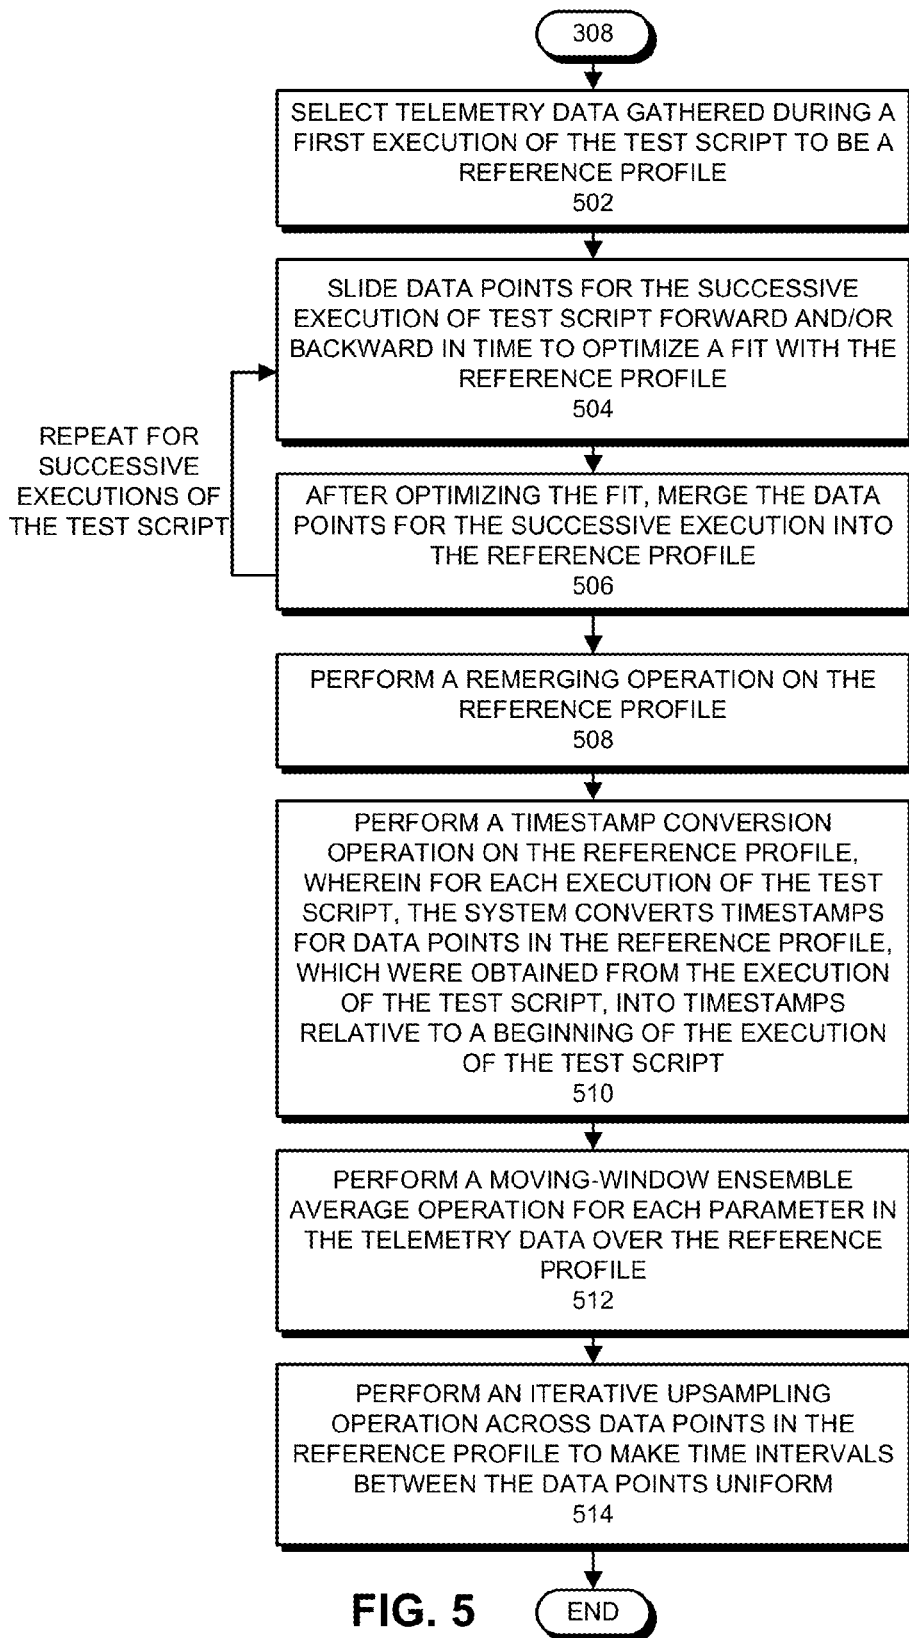 308
SELECT TELEMETRY DATA GATHERED DURING A
FIRST EXECUTION OF THE TEST SCRIPT TO BE A
REFERENCE PROFILE
502
SLIDE DATA POINTS FOR THE SUCCESSIVE
EXECUTION OF TEST SCRIPT FORWARD AND/OR
BACKWARD IN TIME TO OPTIMIZE A FIT WITH THE
REFERENCE PROFILE
504
REPEAT FOR
SUCCESSIVE
EXECUTIONS OF
THE TEST SCRIPT
AFTER OPTIMIZING THE FIT, MERGE THE DATA
POINTS FOR THE SUCCESSIVE EXECUTION INTO
THE REFERENCE PROFILE
506
PERFORM A REMERGING OPERATION ON THE
REFERENCE PROFILE
508
PERFORM A TIMESTAMP CONVERSION
OPERATION ON THE REFERENCE PROFILE,
WHEREIN FOR EACH EXECUTION OF THE TEST
SCRIPT, THE SYSTEM CONVERTS TIMESTAMPS
FOR DATA POINTS IN THE REFERENCE PROFILE,
WHICH WERE OBTAINED FROM THE EXECUTION
OF THE TEST SCRIPT, INTO TIMESTAMPS
RELATIVE TO A BEGINNING OF THE EXECUTION
OF THE TEST SCRIPT
510
PERFORM A MOVING-WINDOW ENSEMBLE
AVERAGE OPERATION FOR EACH PARAMETER IN
THE TELEMETRY DATA OVER THE REFERENCE
PROFILE
512
PERFORM AN ITERATIVE UPSAMPLING
OPERATION ACROSS DATA POINTS IN THE
REFERENCE PROFILE TO MAKE TIME INTERVALS
BETWEEN THE DATA POINTS UNIFORM
514
FIG. 5
END